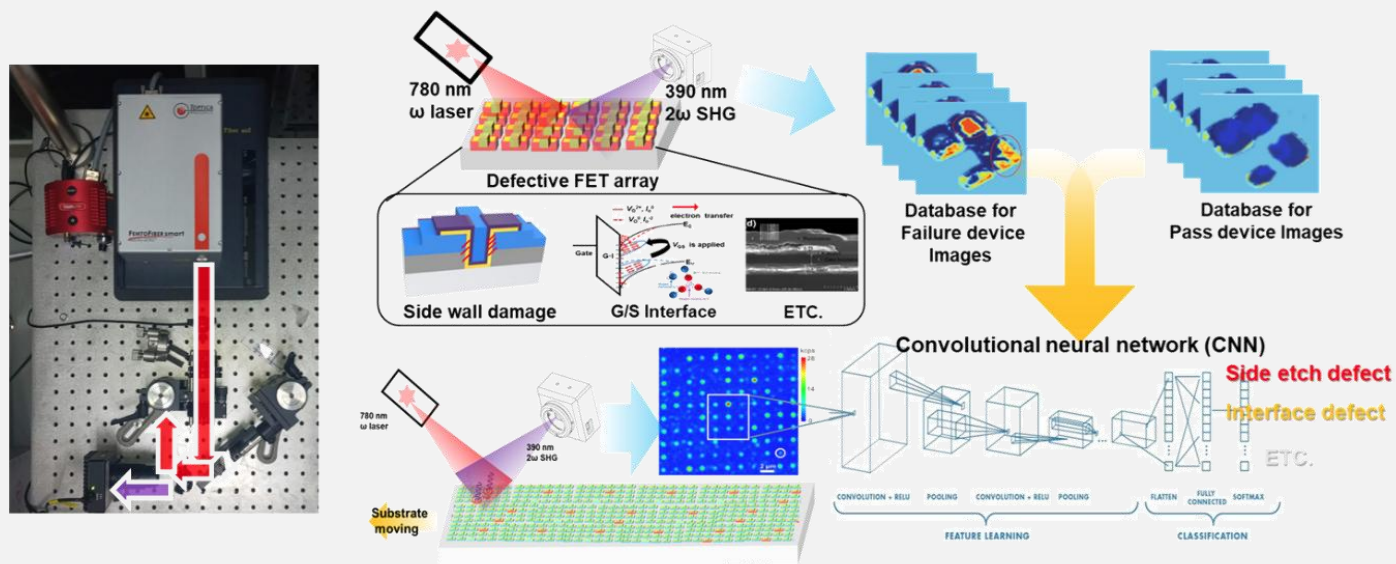 TOPTICA
FemtoFiber smart
780 nm
ω laser
390 nm
2ω SHG
Defective FET array
Side wall damage
Gate
G-I
electron transfer
is applied
G/S Interface
d)
ETC.
Database for
Failure device
Images
Database for
Pass device Images
780 nm
ω laser
390 nm
2ω SHG
Substrate
moving
kcps
28
14
2 μm
Convolutional neural network (CNN)
Side etch defect
Interface defect
ETC.
CONVOLUTION + RELU
POOLING
CONVOLUTION + RELU
POOLING
...
FLATTEN
FULLY
CONNECTED
SOFTMAX
FEATURE LEARNING
CLASSIFICATION